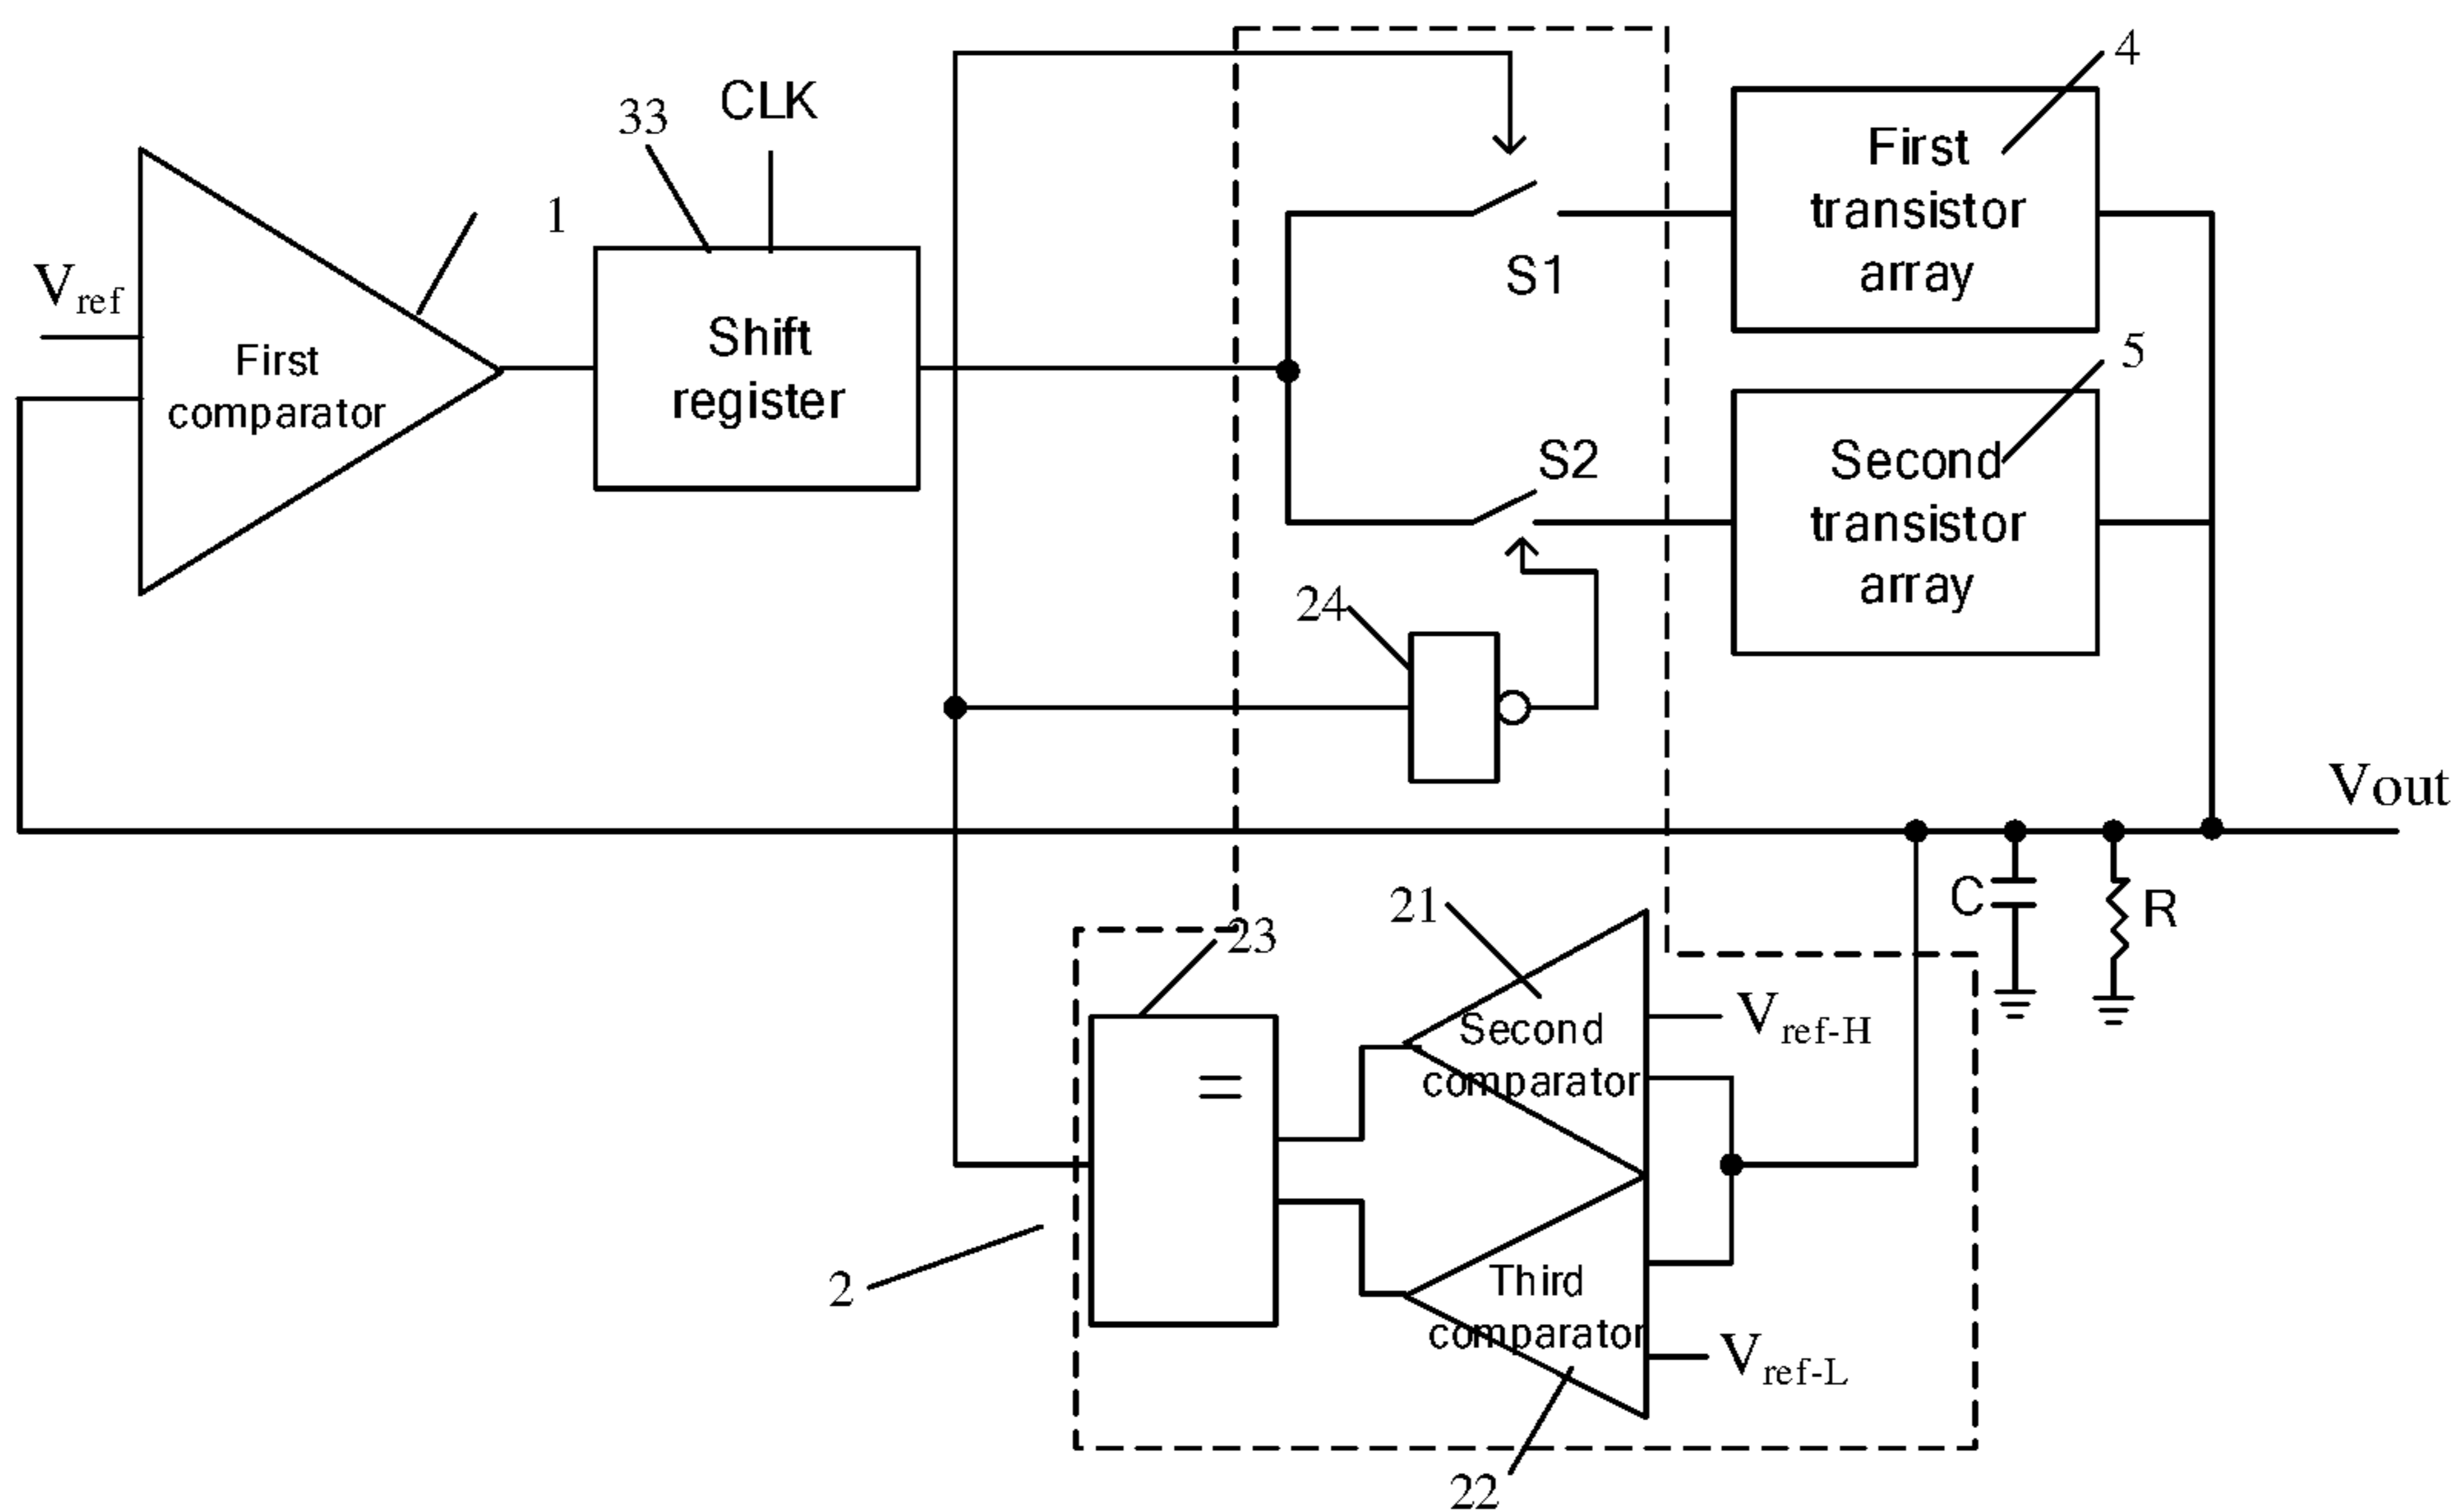 4
CLK
33
First
transistor
array
1
Vref
S1
Shift
register
First
comparator
5
S2
Second
transistor
array
24
Vout
21
C
R
23
Second
comparator
Vref-H
=
2
Third
comparator
Vref-L
22